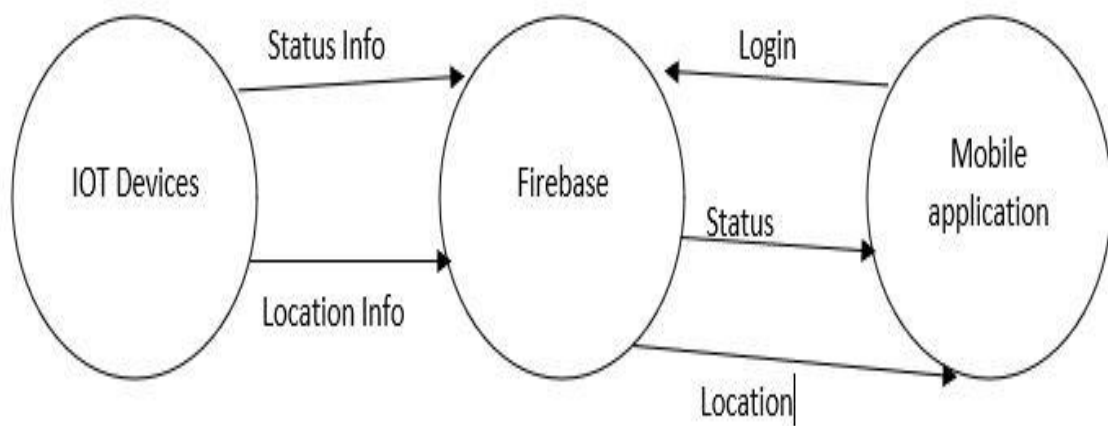 Status Info
Login
IOT Devices
Firebase
Mobile
application
Status
Location Info
Location